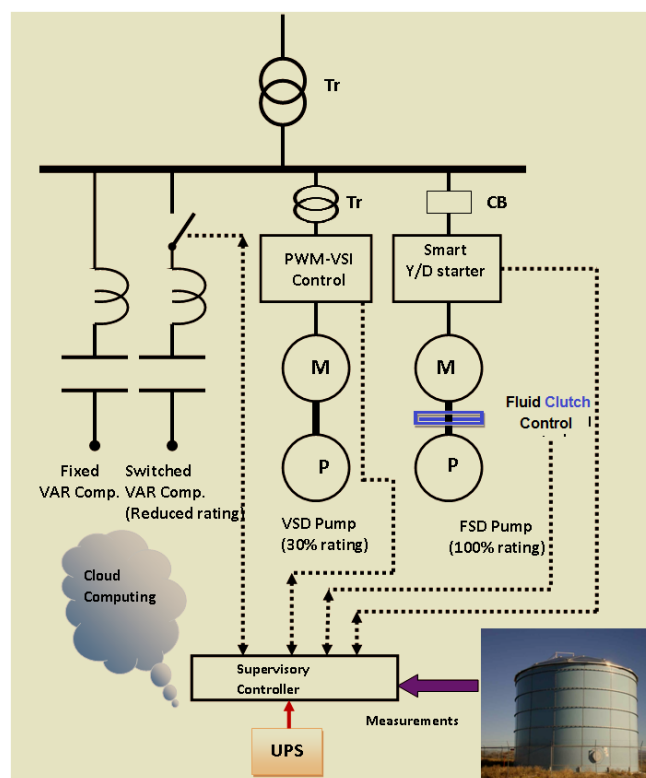 Tr
Tr
CB
PWM-VSI
Control
Smart
Y/D starter
M
M
Fluid Clutch
Control
P
P
Fixed
VAR Comp.
Switched
VAR Comp.
(Reduced rating)
VSD Pump
(30% rating)
FSD Pump
(100% rating)
Cloud
Computing
Supervisory
Controller
Measurements
UPS